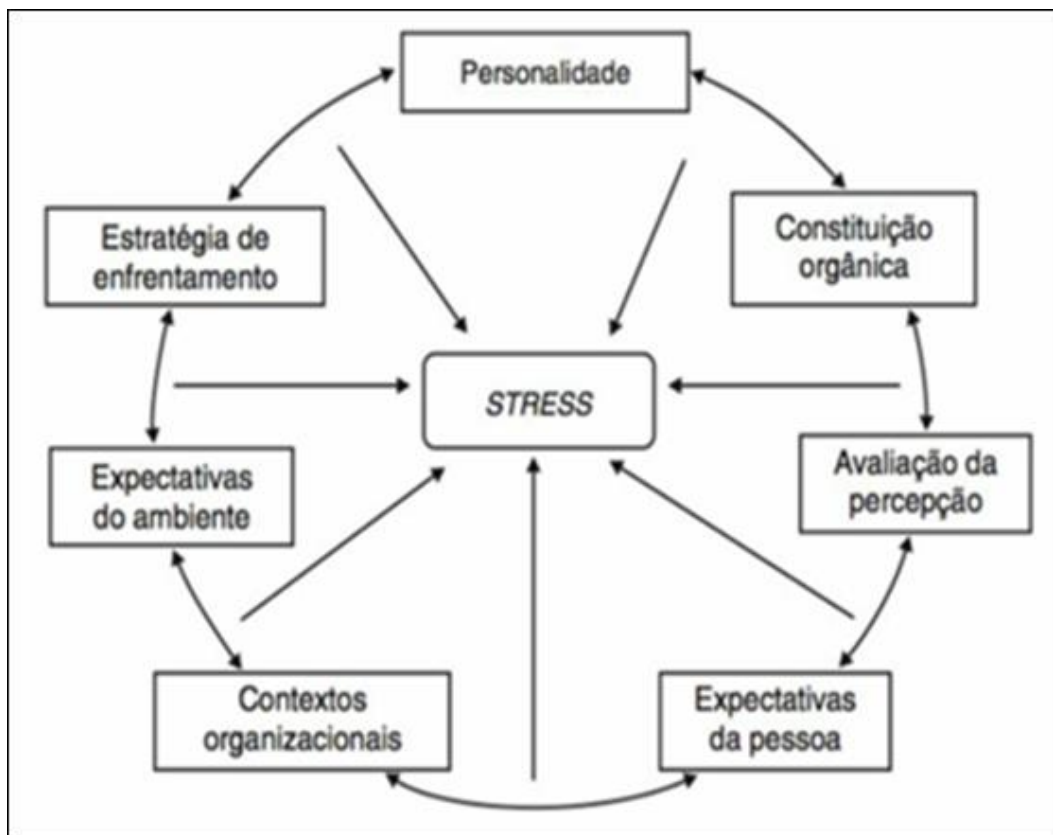 Personalidade
Estratégia de
enfrentamento
Constituição
orgânica
STRESS
Expectativas
do ambiente
Avaliação da
percepção
Contextos
organizacionais
Expectativas
da pessoa